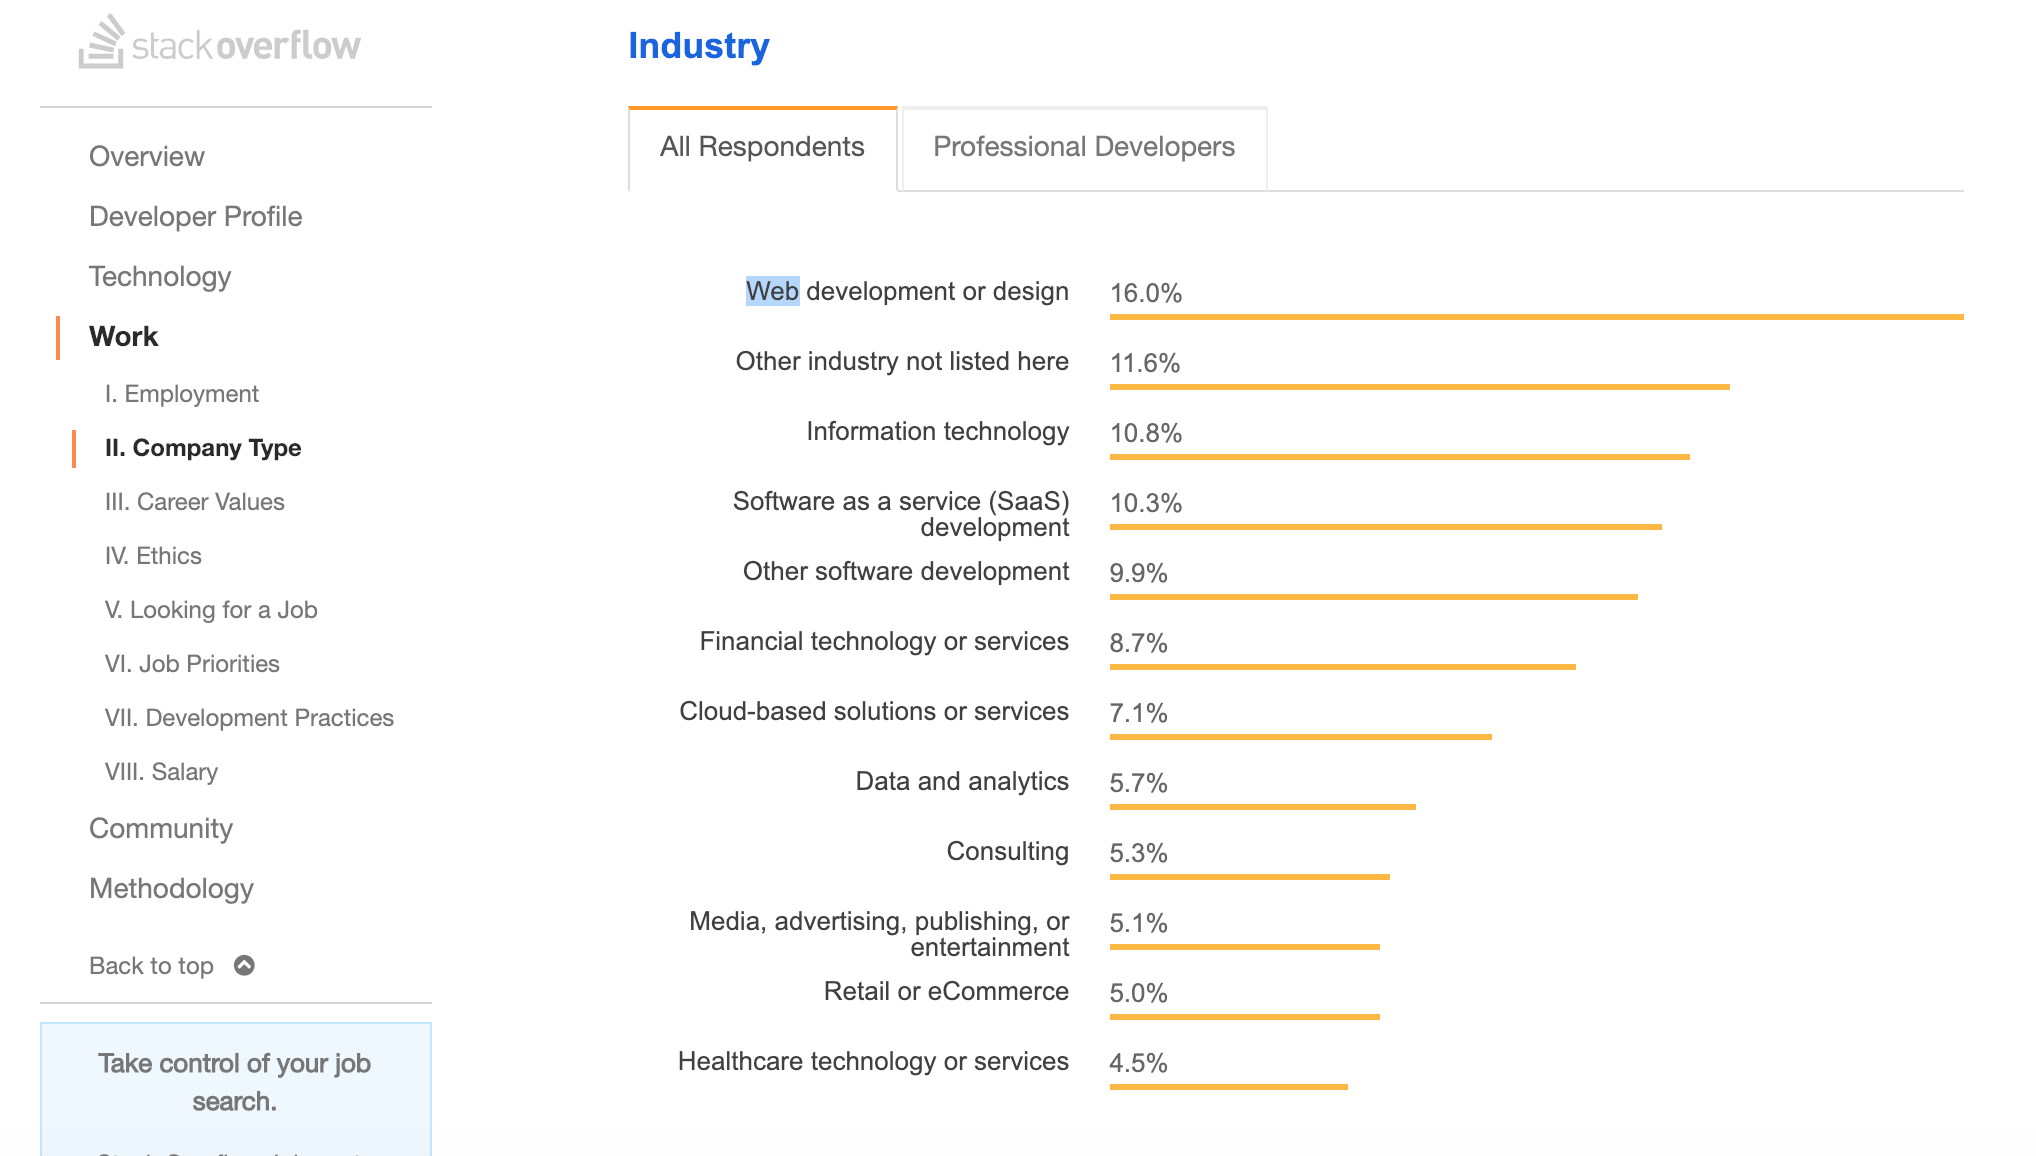 stackoverflow
Overview
Developer Profile
Technology
Work
I. Employment
II. Company Type
III. Career Values
IV. Ethics
V. Looking for a Job
VI. Job Priorities
VII. Development Practices
VIII. Salary
Community
Methodology
Back to top
Take control of your job
search.
Industry
All Respondents
Professional Developers
Web development or design 16.0%
Other industry not listed here 11.6%
Information technology 10.8%
Software as a service (SaaS) 10.3%
development
Other software development 9.9%
Financial technology or services 8.7%
Cloud-based solutions or services 7.1%
Data and analytics 5.7%
Consulting 5.3%
Media, advertising, publishing, or 5.1%
entertainment
Retail or eCommerce 5.0%
Healthcare technology or services 4.5%